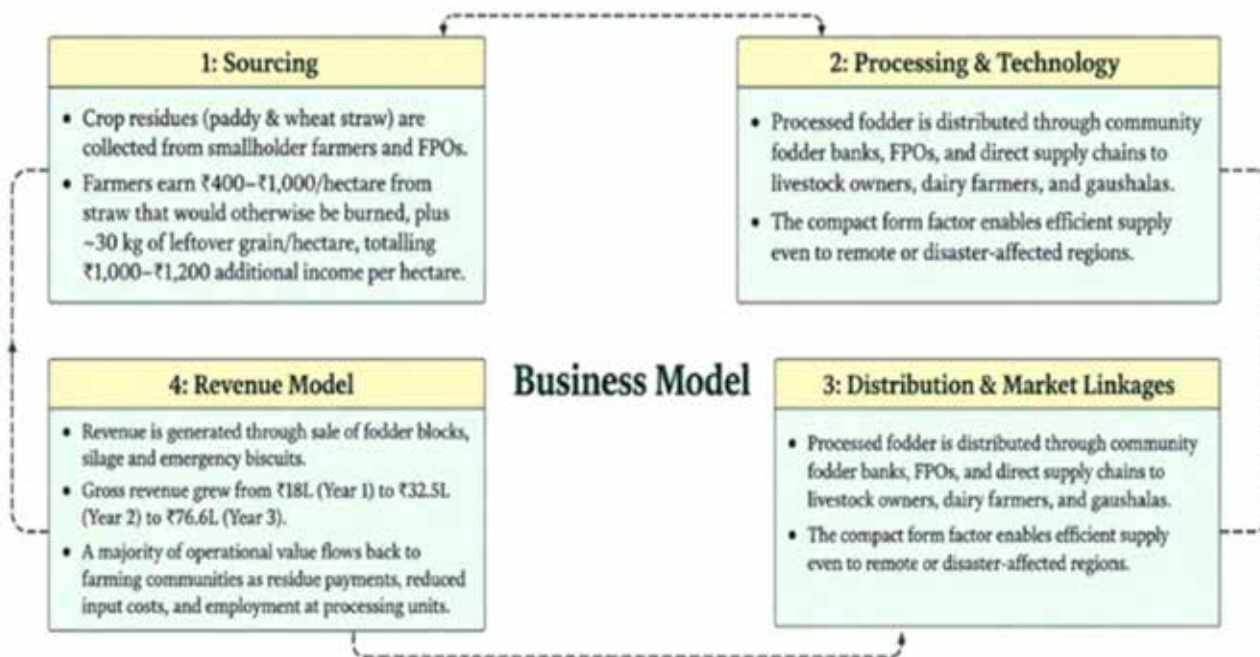 1: Sourcing
• Crop residues (paddy & wheat straw) are
collected from smallholder farmers and FPOs.
• Farmers earn ₹400–₹1,000/hectare from
straw that would otherwise be burned, plus
~30 kg of leftover grain/hectare, totalling
₹1,000–₹1,200 additional income per hectare.
2: Processing & Technology
• Processed fodder is distributed through community
fodder banks, FPOs, and direct supply chains to
livestock owners, dairy farmers, and gaushalas.
• The compact form factor enables efficient supply
even to remote or disaster-affected regions.
Business Model
3: Distribution & Market Linkages
• Processed fodder is distributed through community
fodder banks, FPOs, and direct supply chains to
livestock owners, dairy farmers, and gaushalas.
• The compact form factor enables efficient supply
even to remote or disaster-affected regions.
4: Revenue Model
• Revenue is generated through sale of fodder blocks,
silage and emergency biscuits.
• Gross revenue grew from ₹18L (Year 1) to ₹32.5L
(Year 2) to ₹76.6L (Year 3).
• A majority of operational value flows back to
farming communities as residue payments, reduced
input costs, and employment at processing units.